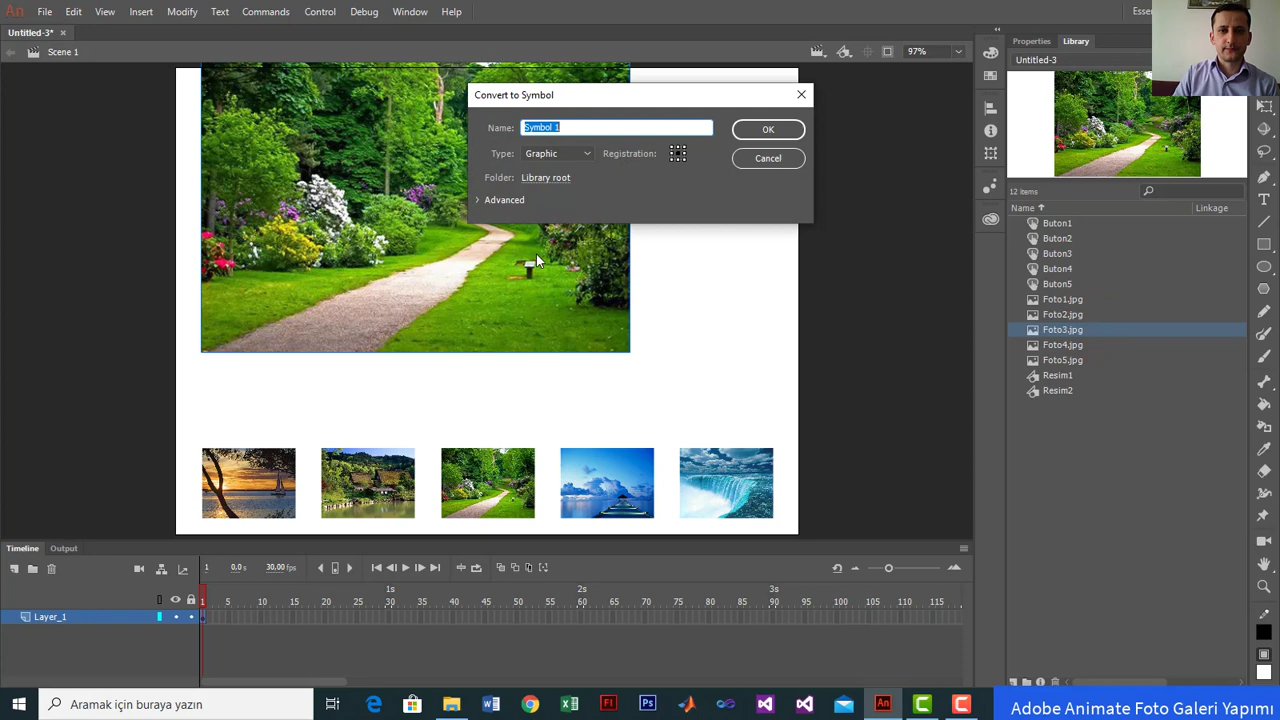 An File Edit View Insert Modify Text Commands Control Debug Window Help
Untitled-3*
Scene 1
97%
Convert to Symbol
Name: Symbol 1
OK
Type: Graphic
Registration:
Cancel
Folder: Library root
Advanced
Properties Library
Untitled-3
12 items
Name Linkage
Buton1
Buton2
Buton3
Buton4
Buton5
Foto1.jpg
Foto2.jpg
Foto3.jpg
Foto4.jpg
Foto5.jpg
Resim1
Resim2
Timeline Output
1 0.0s 30.00fps
1s 2s 3s
1 5 10 15 20 25 30 35 40 45 50 55 60 65 70 75 80 85 90 95 100 105 110 115
Layer_1
Aramak için buraya yazın
Adobe Animate Foto Galeri Yapımı